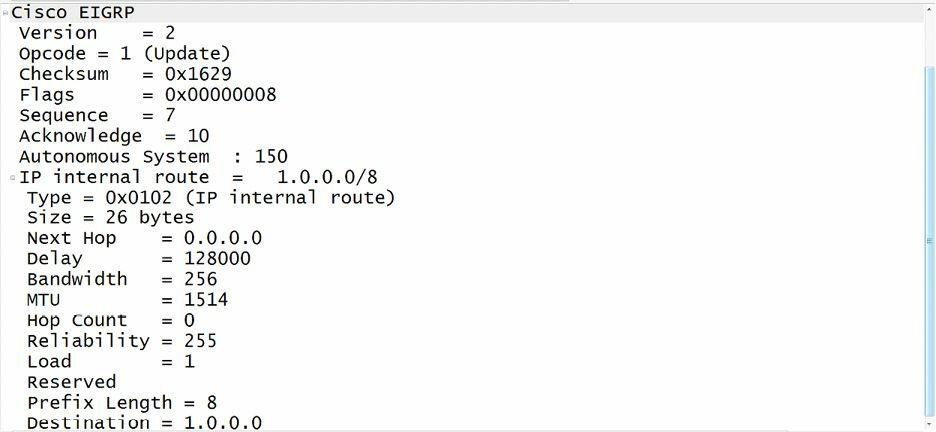 Cisco EIGRP
Version = 2
Opcode = 1 (Update)
Checksum = 0x1629
Flags = 0x00000008
Sequence = 7
Acknowledge = 10
Autonomous System : 150
IP internal route = 1.0.0.0/8
Type = 0x0102 (IP internal route)
Size = 26 bytes
Next Hop = 0.0.0.0
Delay = 128000
Bandwidth = 256
MTU = 1514
Hop Count = 0
Reliability = 255
Load = 1
Reserved
Prefix Length = 8
Destination = 1.0.0.0